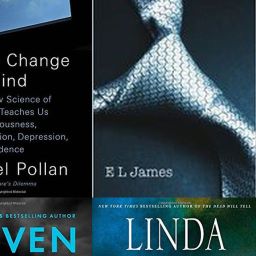 Change
ind
v Science of
Teaches Us
ousness,
ion, Depression,
dence
el Pollan
ore's Dilemma
E L James
S BESTSELLING AUTHOR
VEN
NEW YORK TIMES BESTSELLING AUTHOR OF THE DEAD WILL TELL
LINDA